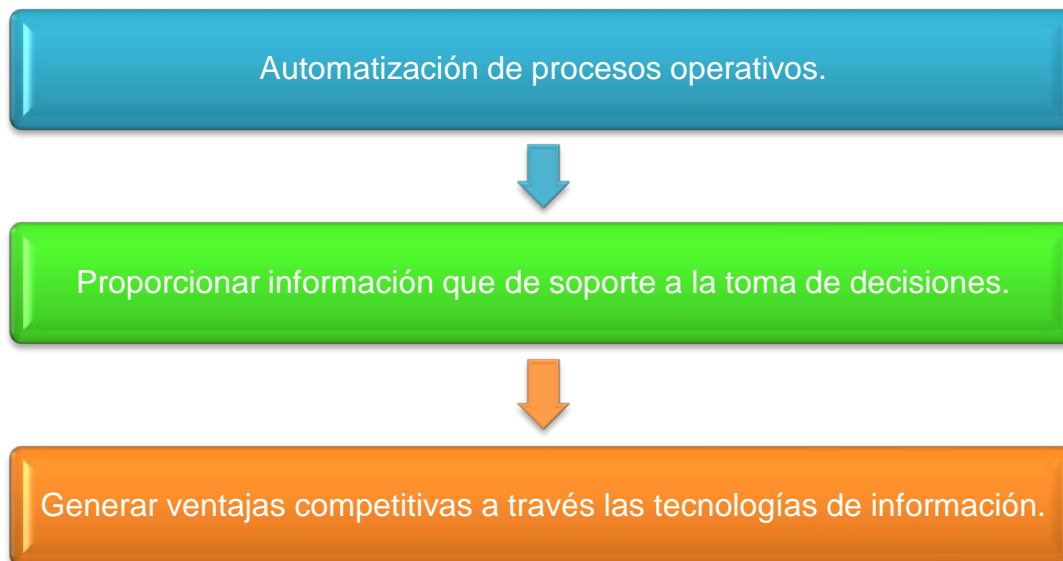 Automatización de procesos operativos.
Proporcionar información que de soporte a la toma de decisiones.
Generar ventajas competitivas a través las tecnologías de información.